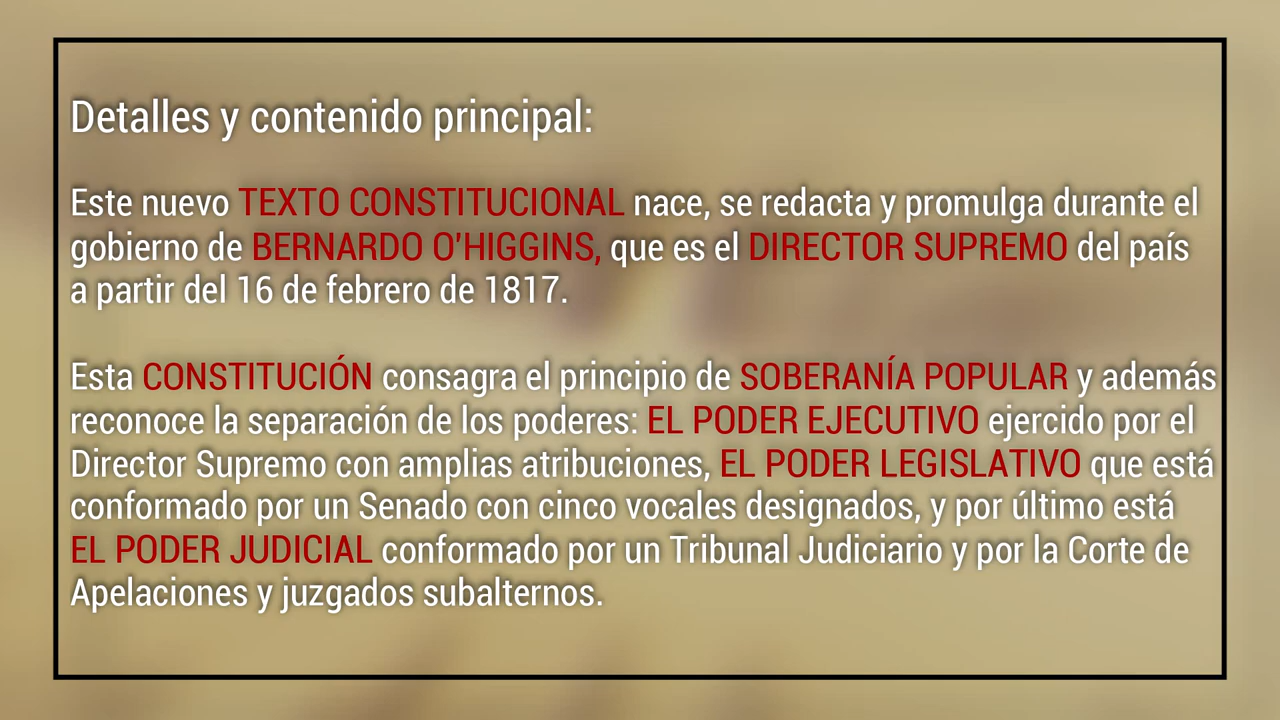 Detalles y contenido principal:
Este nuevo TEXTO CONSTITUCIONAL nace, se redacta y promulga durante el
gobierno de BERNARDO O'HIGGINS, que es el DIRECTOR SUPREMO del país
a partir del 16 de febrero de 1817.
Esta CONSTITUCIÓN consagra el principio de SOBERANÍA POPULAR y además
reconoce la separación de los poderes: EL PODER EJECUTIVO ejercido por el
Director Supremo con amplias atribuciones, EL PODER LEGISLATIVO que está
conformado por un Senado con cinco vocales designados, y por último está
EL PODER JUDICIAL conformado por un Tribunal Judiciario y por la Corte de
Apelaciones y juzgados subalternos.